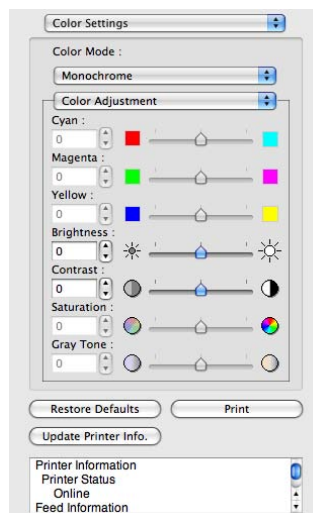 Color Settings
Color Mode :
Monochrome
Color Adjustment
Cyan :
0
Magenta :
0
Yellow :
0
Brightness :
0
Contrast :
0
Saturation :
0
Gray Tone :
0
Restore Defaults Print
Update Printer Info.
Printer Information
Printer Status
Online
Feed Information